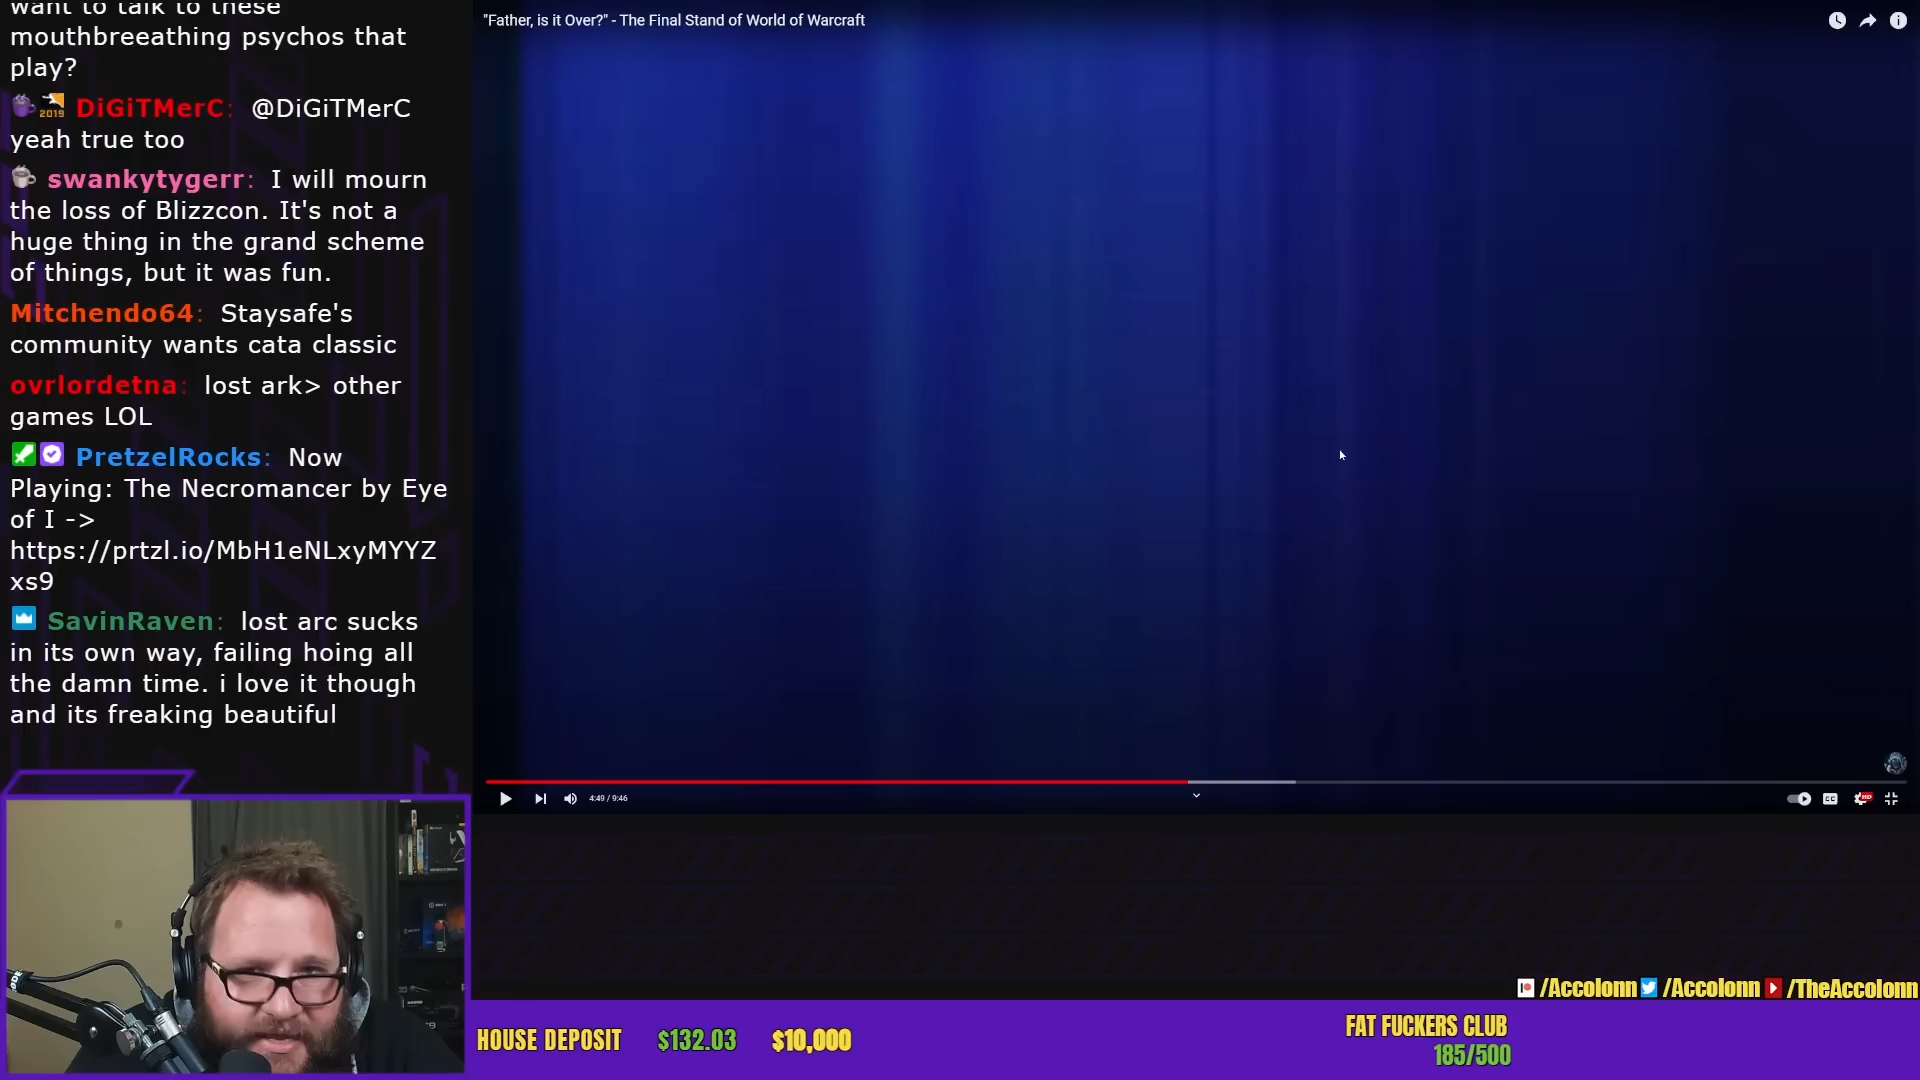 want to talk to these
mouthbreeathing psychos that
play?
2019 DiGiTMerC: @DiGiTMerC
yeah true too
swankytygerr: I will mourn
the loss of Blizzcon. It's not a
huge thing in the grand scheme
of things, but it was fun.
Mitchendo64: Staysafe's
community wants cata classic
ovrlordetna: lost ark> other
games LOL
PretzelRocks: Now
Playing: The Necromancer by Eye
of I ->
https://prtzl.io/MbH1eNLxyMYYZ
xs9
SavinRaven: lost arc sucks
in its own way, failing hoing all
the damn time. i love it though
and its freaking beautiful
"Father, is it Over?" - The Final Stand of World of Warcraft
4:49 / 9:46
CC
HD
/Accolonn /Accolonn /TheAccolonn
HOUSE DEPOSIT $132.03 $10,000
FAT FUCKERS CLUB
185/500